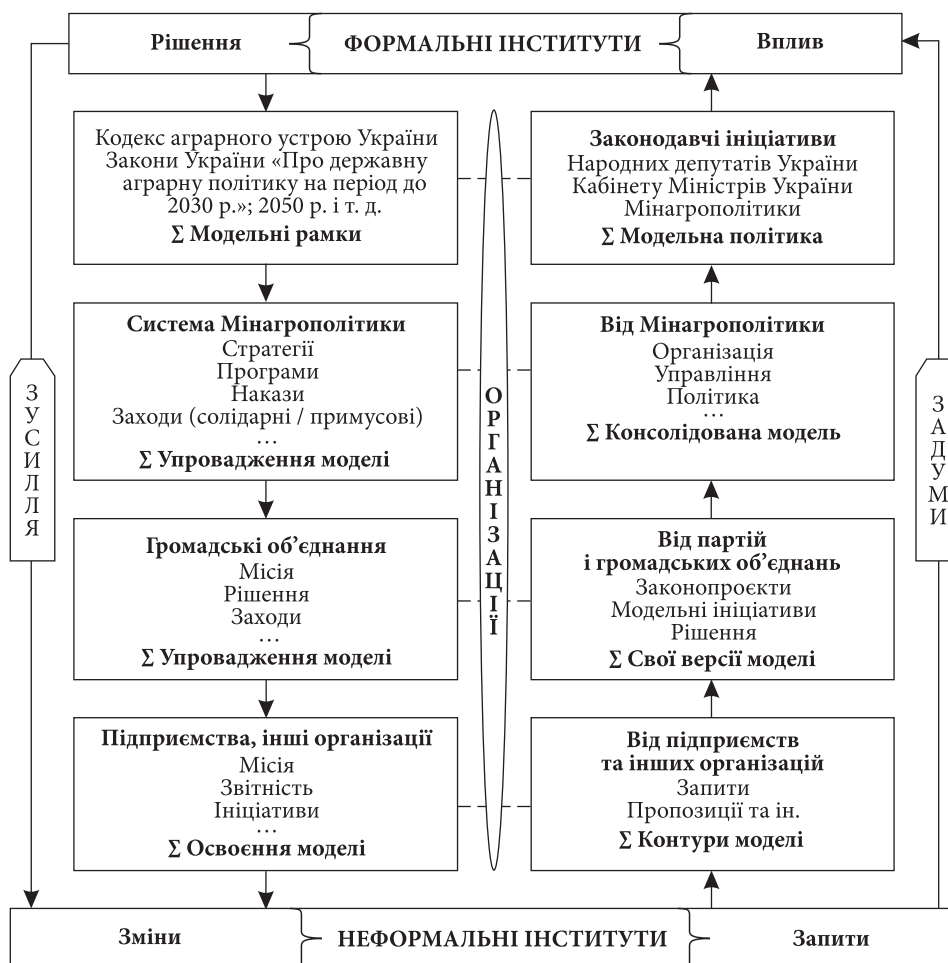 Рішення
ФОРМАЛЬНІ ІНСТИТУТИ
Вплив
Кодекс аграрного устрою України
Закони України «Про державну
аграрну політику на період до
2030 р.»; 2050 р. і т. д.
∑ Модельні рамки
Законодавчі ініціативи
Народних депутатів України
Кабінету Міністрів України
Мінагрополітики
∑ Модельна політика
Система Мінагрополітики
Стратегії
Програми
Накази
Заходи (солідарні / примусові)
…
∑ Упровадження моделі
Від Мінагрополітики
Організація
Управління
Політика
…
∑ Консолідована модель
ЗУСИЛЛЯ
ОРГАНІЗАЦІЇ
ЗАДУМИ
Громадські об’єднання
Місія
Рішення
Заходи
…
∑ Упровадження моделі
Від партій
і громадських об’єднань
Законопроєкти
Модельні ініціативи
Рішення
∑ Свої версії моделі
Підприємства, інші організації
Місія
Звітність
Ініціативи
…
∑ Освоєння моделі
Від підприємств
та інших організацій
Запити
Пропозиції та ін.
∑ Контури моделі
Зміни
НЕФОРМАЛЬНІ ІНСТИТУТИ
Запити